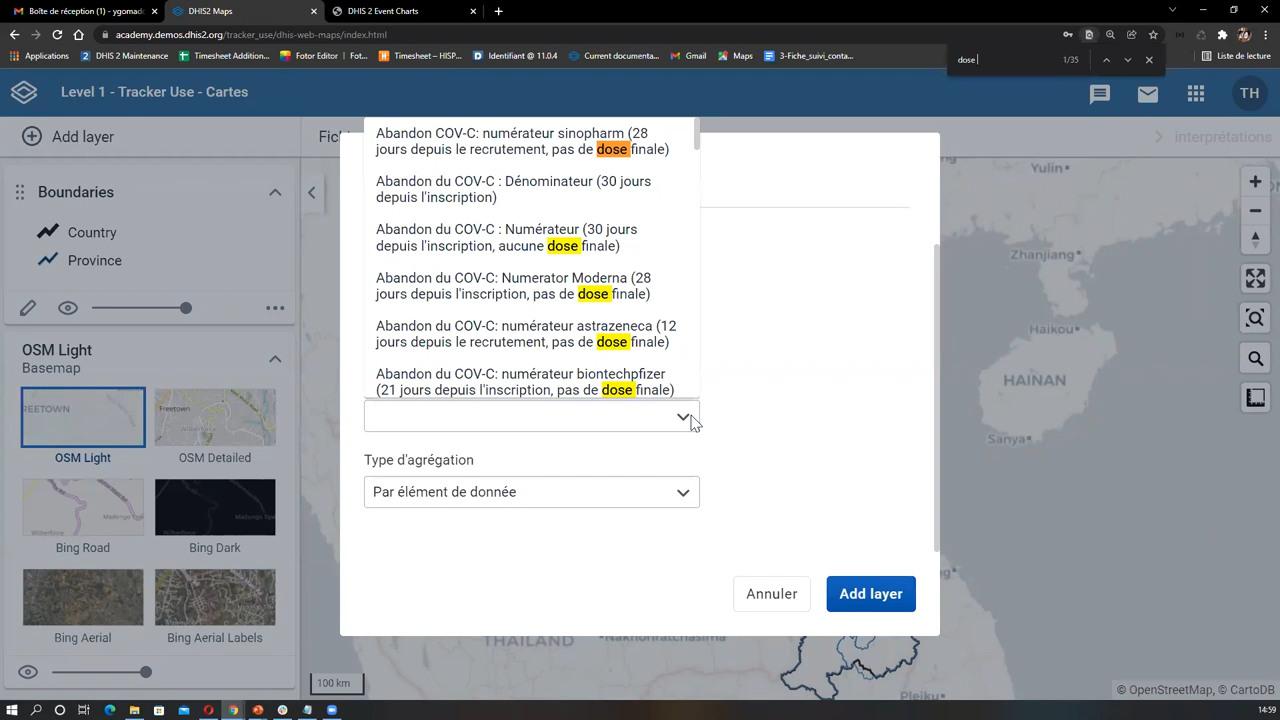 Boîte de réception (1) - ygomad
DHIS2 Maps
DHIS 2 Event Charts
academy.demos.dhis2.org/tracker_use/dhis-web-maps/index.html
Applications
DHIS 2 Maintenance
Timesheet Addition...
Fotor Editor | Fot...
Timesheet – HISP...
Identifiant @ 11.0.4
Current documenta...
Gmail
Maps
3-Fiche_suivi_conta...
Liste de lecture
dose
1/35
Level 1 - Tracker Use - Cartes
TH
Add layer
Fichi
interprétations
Boundaries
Country
Province
OSM Light
Basemap
OSM Light
OSM Detailed
Bing Road
Bing Dark
Bing Aerial
Bing Aerial Labels
Abandon COV-C: numérateur sinopharm (28
jours depuis le recrutement, pas de dose finale)
Abandon du COV-C : Dénominateur (30 jours
depuis l'inscription)
Abandon du COV-C : Numérateur (30 jours
depuis l'inscription, aucune dose finale)
Abandon du COV-C: Numerator Moderna (28
jours depuis l'inscription, pas de dose finale)
Abandon du COV-C: numérateur astrazeneca (12
jours depuis le recrutement, pas de dose finale)
Abandon du COV-C: numérateur biontechpfizer
(21 jours depuis l'inscription, pas de dose finale)
Type d'agrégation
Par élément de donnée
Annuler
Add layer
Yulin
Zhanjiang
Haikou
HAINAN
Sanya
THAILAND
Nakhonratchasima
Pleiku
100 km
© OpenStreetMap, © CartoDB
14:59